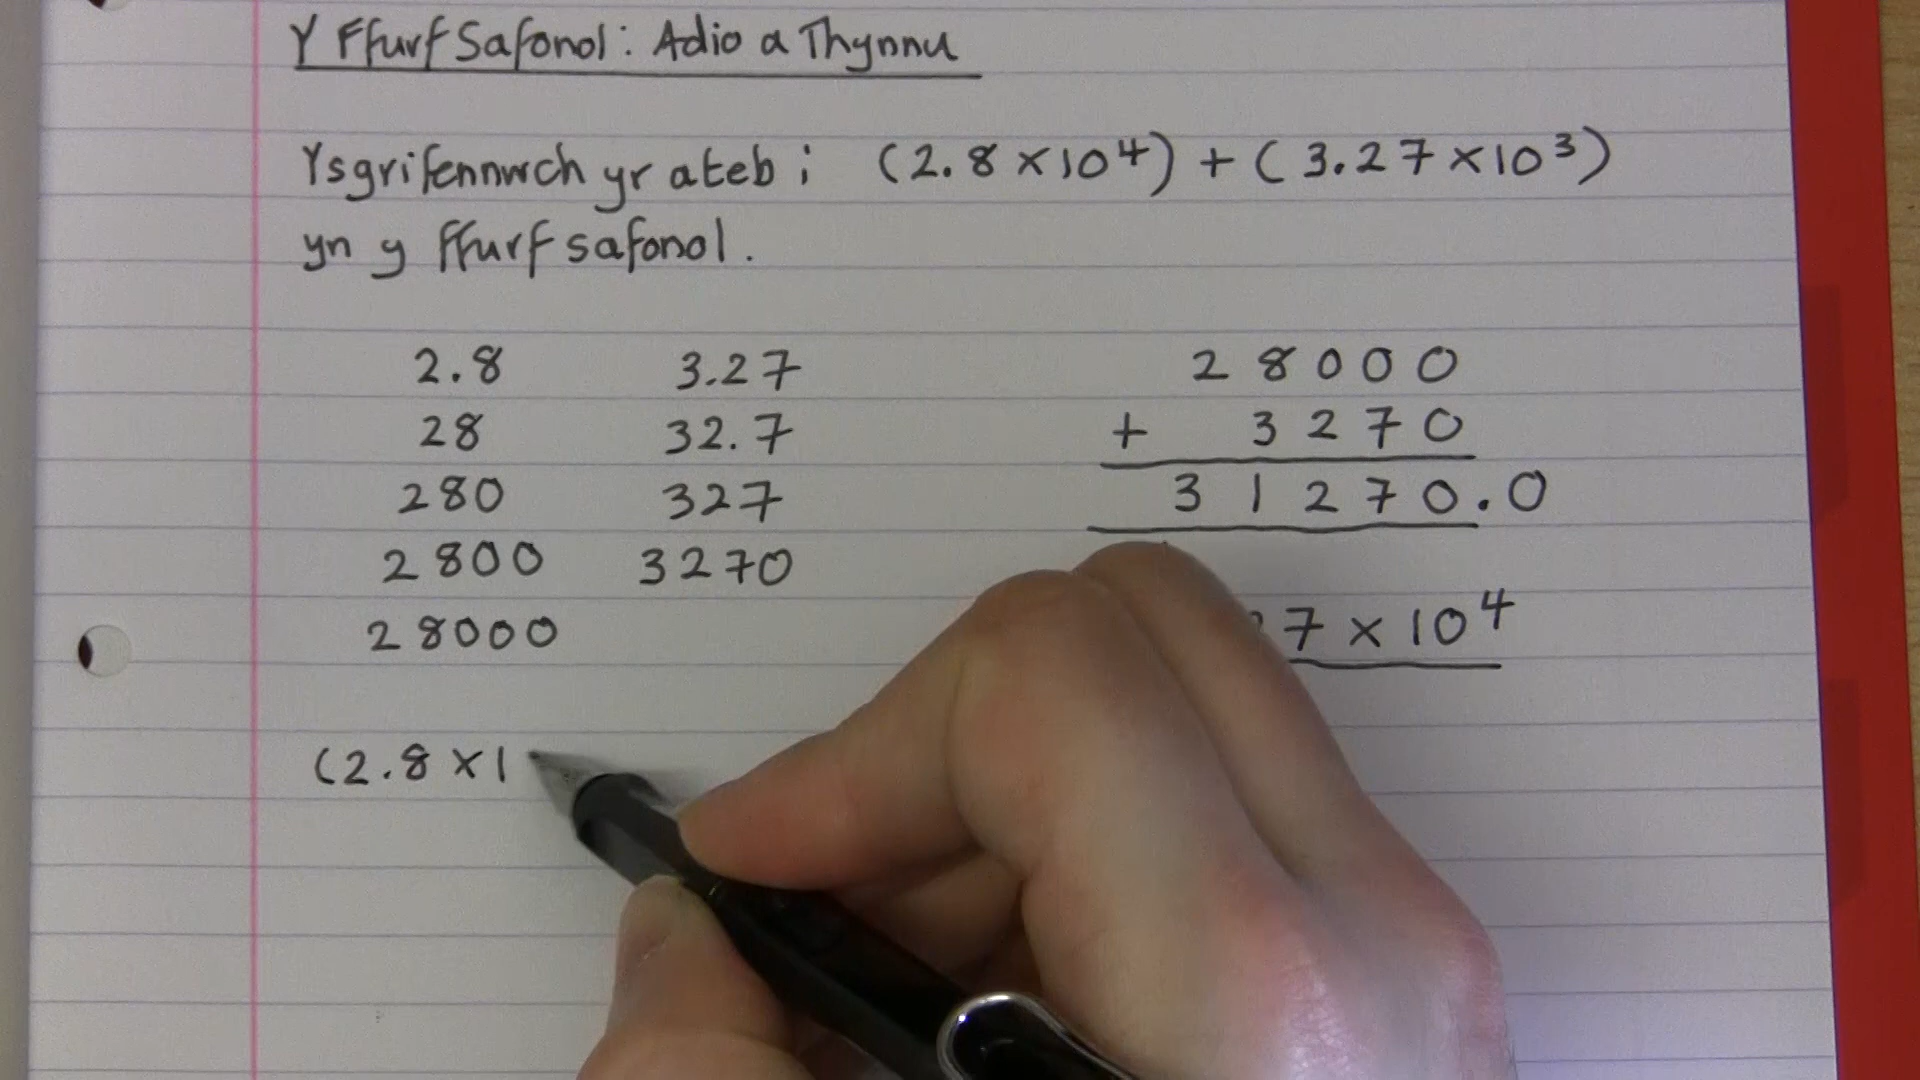 Y Ffurf Safonol: Adio a Thynnu
Ysgrifennwch yr ateb i (2.8 × 10⁴) + (3.27 × 10³)
yn y ffurf safonol.
2.8 3.27
28 32.7
280 327
2800 3270
28000
28000
+ 3270
31270.0
7 × 10⁴
(2.8 × 1